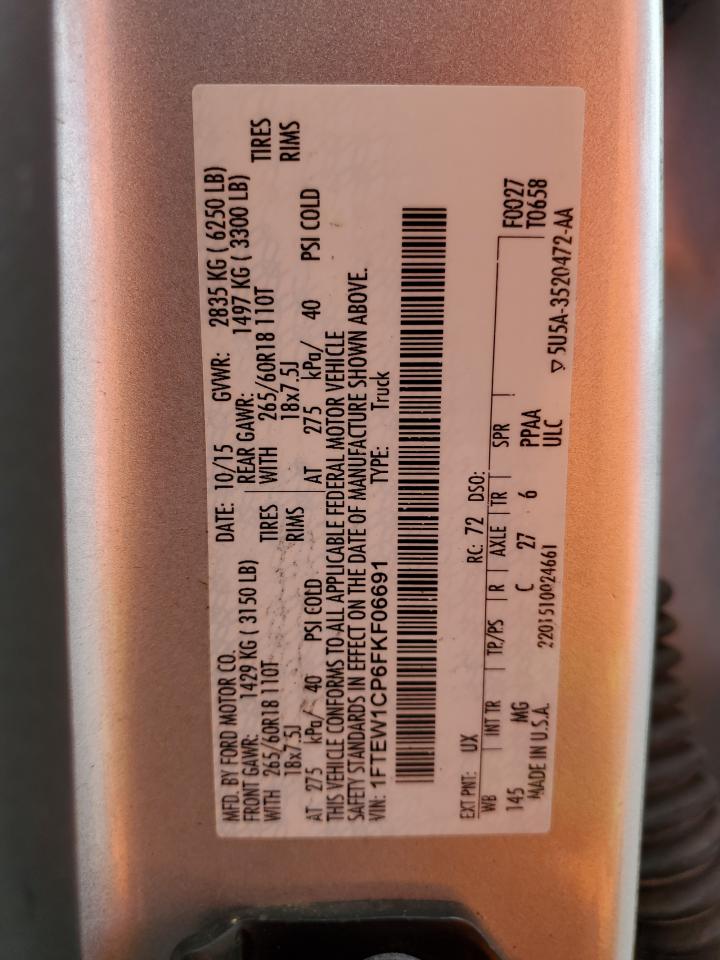 MFD. BY FORD MOTOR CO. DATE: 10/15 GVWR: 2835 KG ( 6250 LB)
FRONT GAWR: 1429 KG ( 3150 LB) REAR GAWR: 1497 KG ( 3300 LB)
WITH 265/60R18 110T TIRES WITH 265/60R18 110T TIRES
18x7.5J RIMS 18x7.5J RIMS
AT 275 kPa/ 40 PSI COLD AT 275 kPa/ 40 PSI COLD
THIS VEHICLE CONFORMS TO ALL APPLICABLE FEDERAL MOTOR VEHICLE
SAFETY STANDARDS IN EFFECT ON THE DATE OF MANUFACTURE SHOWN ABOVE.
VIN: 1FTEW1CP6FKF06691 TYPE: Truck
EXT PNT: UX RC: 72 DSO:
WB INT TR TP/PS R AXLE TR SPR F0027
145 MG C 27 6 PPAA T0658
MADE IN U.S.A. 2201510024661 ULC
▽ 5U5A-3520472-AA